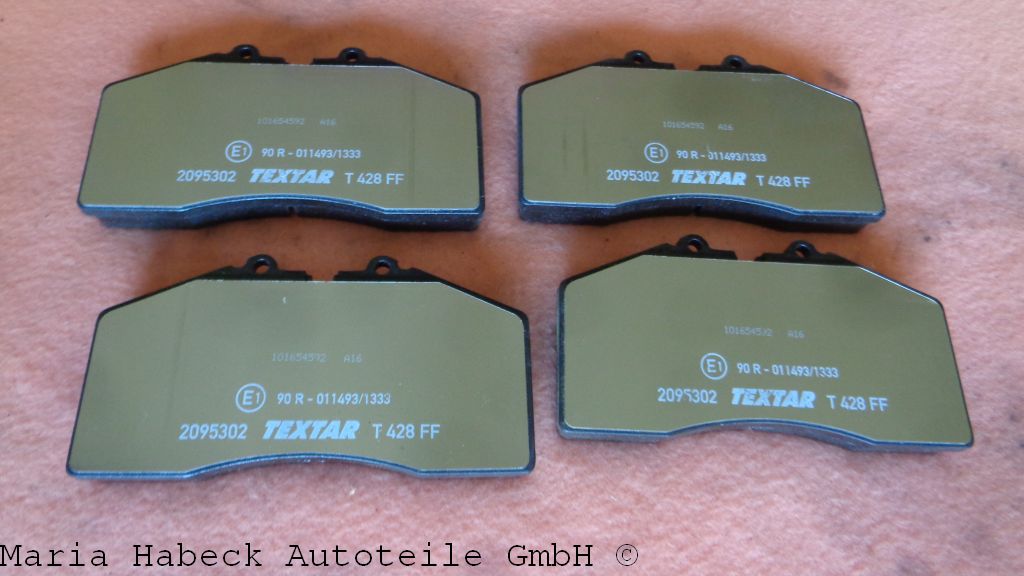 101654592 A16
E1 90 R - 011493/1333
2095302 TEXTAR T 428 FF
101654592 A16
E1 90 R - 011493/1333
2095302 TEXTAR T 428 FF
101654592 A16
E1 90 R - 011493/1333
2095302 TEXTAR T 428 FF
101654592 A16
E1 90 R - 011493/1333
2095302 TEXTAR T 428 FF
Maria Habeck Autoteile GmbH ©